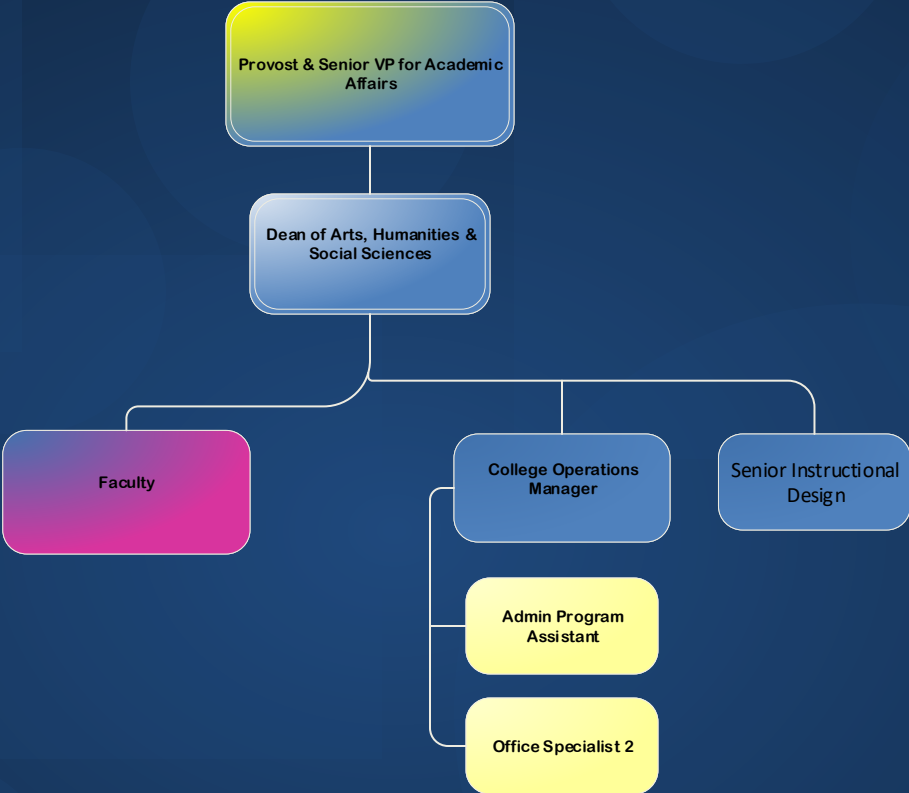 Provost & Senior VP for Academic
Affairs
Dean of Arts, Humanities &
Social Sciences
Faculty
College Operations
Manager
Senior Instructional
Design
Admin Program
Assistant
Office Specialist 2